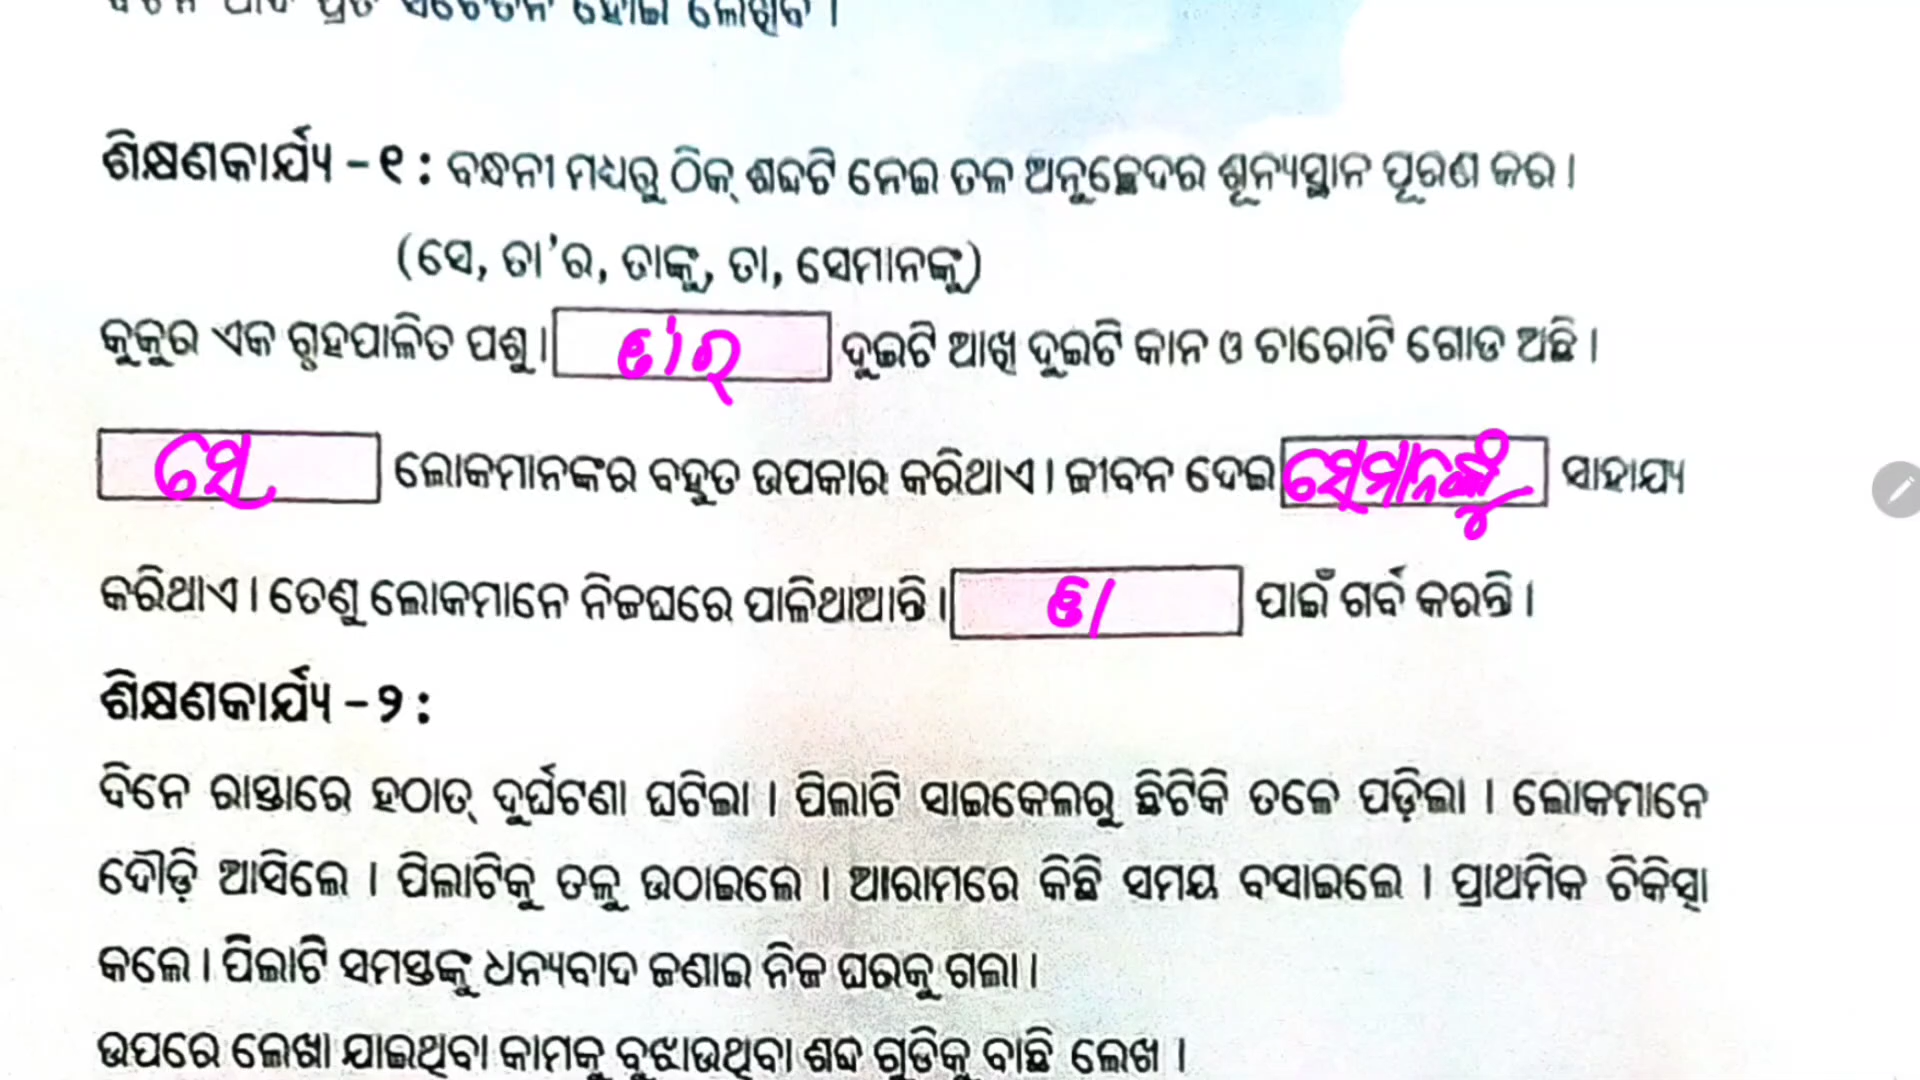 ହୋଇ ଲେଖିବ ।
ଶିକ୍ଷଣକାର୍ଯ୍ୟ – ୧ : ବନ୍ଧନୀ ମଧ୍ୟରୁ ଠିକ୍ ଶବ୍ଦଟି ନେଇ ତଳ ଅନୁଚ୍ଛେଦର ଶୂନ୍ୟସ୍ଥାନ ପୂରଣ କର ।
(ସେ, ତା'ର, ତାଙ୍କୁ, ତା, ସେମାନଙ୍କୁ)
କୁକୁର ଏକ ଗୃହପାଳିତ ପଶୁ । ତା'ର ଦୁଇଟି ଆଖି ଦୁଇଟି କାନ ଓ ଚାରୋଟି ଗୋଡ ଅଛି ।
ସେ ଲୋକମାନଙ୍କର ବହୁତ ଉପକାର କରିଥାଏ । ଜୀବନ ଦେଇ ସେମାନଙ୍କୁ ସାହାଯ୍ୟ
କରିଥାଏ । ତେଣୁ ଲୋକମାନେ ନିଜଘରେ ପାଳିଥାଆନ୍ତି । ତା ପାଇଁ ଗର୍ବ କରନ୍ତି ।
ଶିକ୍ଷଣକାର୍ଯ୍ୟ – ୨ :
ଦିନେ ରାସ୍ତାରେ ହଠାତ୍ ଦୁର୍ଘଟଣା ଘଟିଲା । ପିଲାଟି ସାଇକେଲରୁ ଛିଟିକି ତଳେ ପଡ଼ିଲା । ଲୋକମାନେ
ଦୌଡ଼ି ଆସିଲେ । ପିଲାଟିକୁ ତଳୁ ଉଠାଇଲେ । ଆରାମରେ କିଛି ସମୟ ବସାଇଲେ । ପ୍ରାଥମିକ ଚିକିତ୍ସା
କଲେ । ପିଲାଟି ସମସ୍ତଙ୍କୁ ଧନ୍ୟବାଦ ଜଣାଇ ନିଜ ଘରକୁ ଗଲା ।
ଉପରେ ଲେଖା ଯାଇଥିବା କାମକୁ ବୁଝାଉଥିବା ଶବ୍ଦ ଗୁଡିକୁ ବାଛି ଲେଖ ।